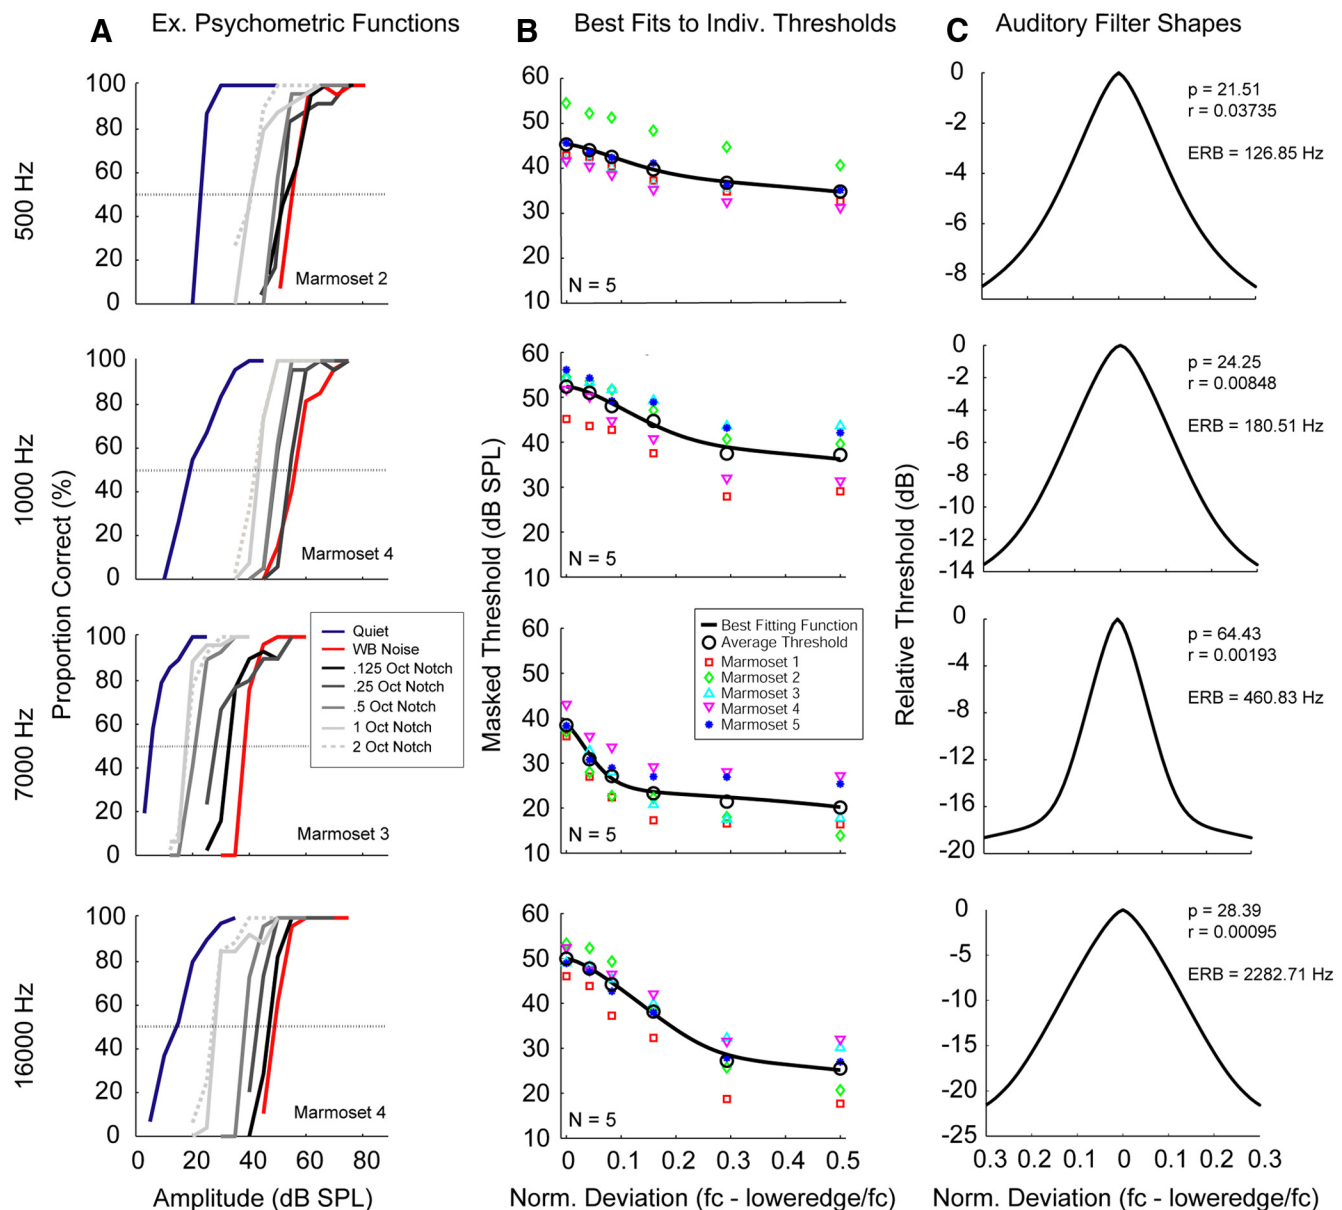 A Ex. Psychometric Functions
B Best Fits to Indiv. Thresholds
C Auditory Filter Shapes
500 Hz
1000 Hz
7000 Hz
16000 Hz
Proportion Correct (%)
100
80
60
40
20
0
Marmoset 2
100
80
60
40
20
0
Marmoset 4
100
80
60
40
20
0
Marmoset 3
Quiet
WB Noise
.125 Oct Notch
.25 Oct Notch
.5 Oct Notch
1 Oct Notch
2 Oct Notch
100
80
60
40
20
0
Marmoset 4
0 20 40 60 80
Amplitude (dB SPL)
Masked Threshold (dB SPL)
60
50
40
30
20
10
N = 5
60
50
40
30
20
10
N = 5
60
50
40
30
20
10
N = 5
Best Fitting Function
Average Threshold
Marmoset 1
Marmoset 2
Marmoset 3
Marmoset 4
Marmoset 5
60
50
40
30
20
10
N = 5
0 0.1 0.2 0.3 0.4 0.5
Norm. Deviation (fc - loweredge/fc)
Relative Threshold (dB)
0
-2
-4
-6
-8
p = 21.51
r = 0.03735
ERB = 126.85 Hz
0
-2
-4
-6
-8
-10
-12
-14
p = 24.25
r = 0.00848
ERB = 180.51 Hz
0
-4
-8
-12
-16
-20
p = 64.43
r = 0.00193
ERB = 460.83 Hz
0
-5
-10
-15
-20
-25
p = 28.39
r = 0.00095
ERB = 2282.71 Hz
0.3 0.2 0.1 0 0.1 0.2 0.3
Norm. Deviation (fc - loweredge/fc)